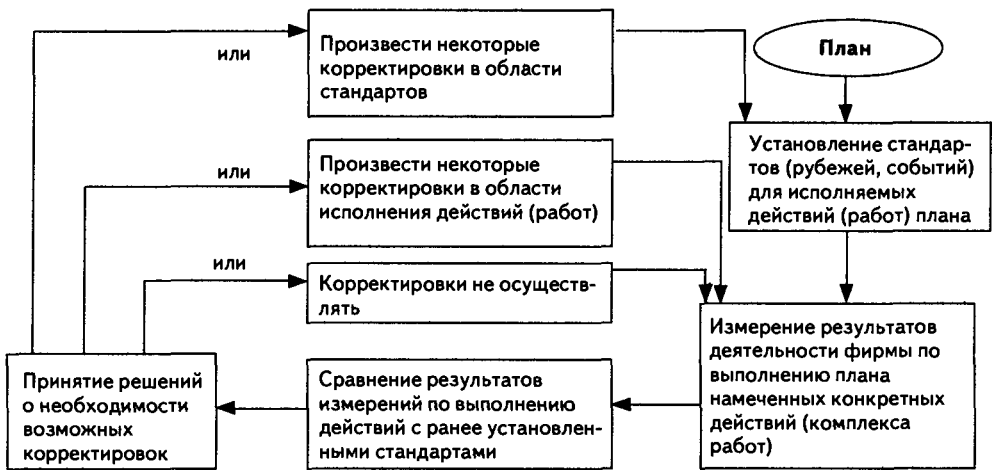 или
Произвести некоторые
корректировки в области
стандартов
План
Установление стандар-
тов (рубежей, событий)
для исполняемых
действий (работ) плана
или
Произвести некоторые
корректировки в области
исполнения действий (работ)
или
Корректировки не осуществ-
лять
Измерение результатов
деятельности фирмы по
выполнению плана
намеченных конкретных
действий (комплекса
работ)
Сравнение результатов
измерений по выполнению
действий с ранее установлен-
ными стандартами
Принятие решений
о необходимости
возможных
корректировок